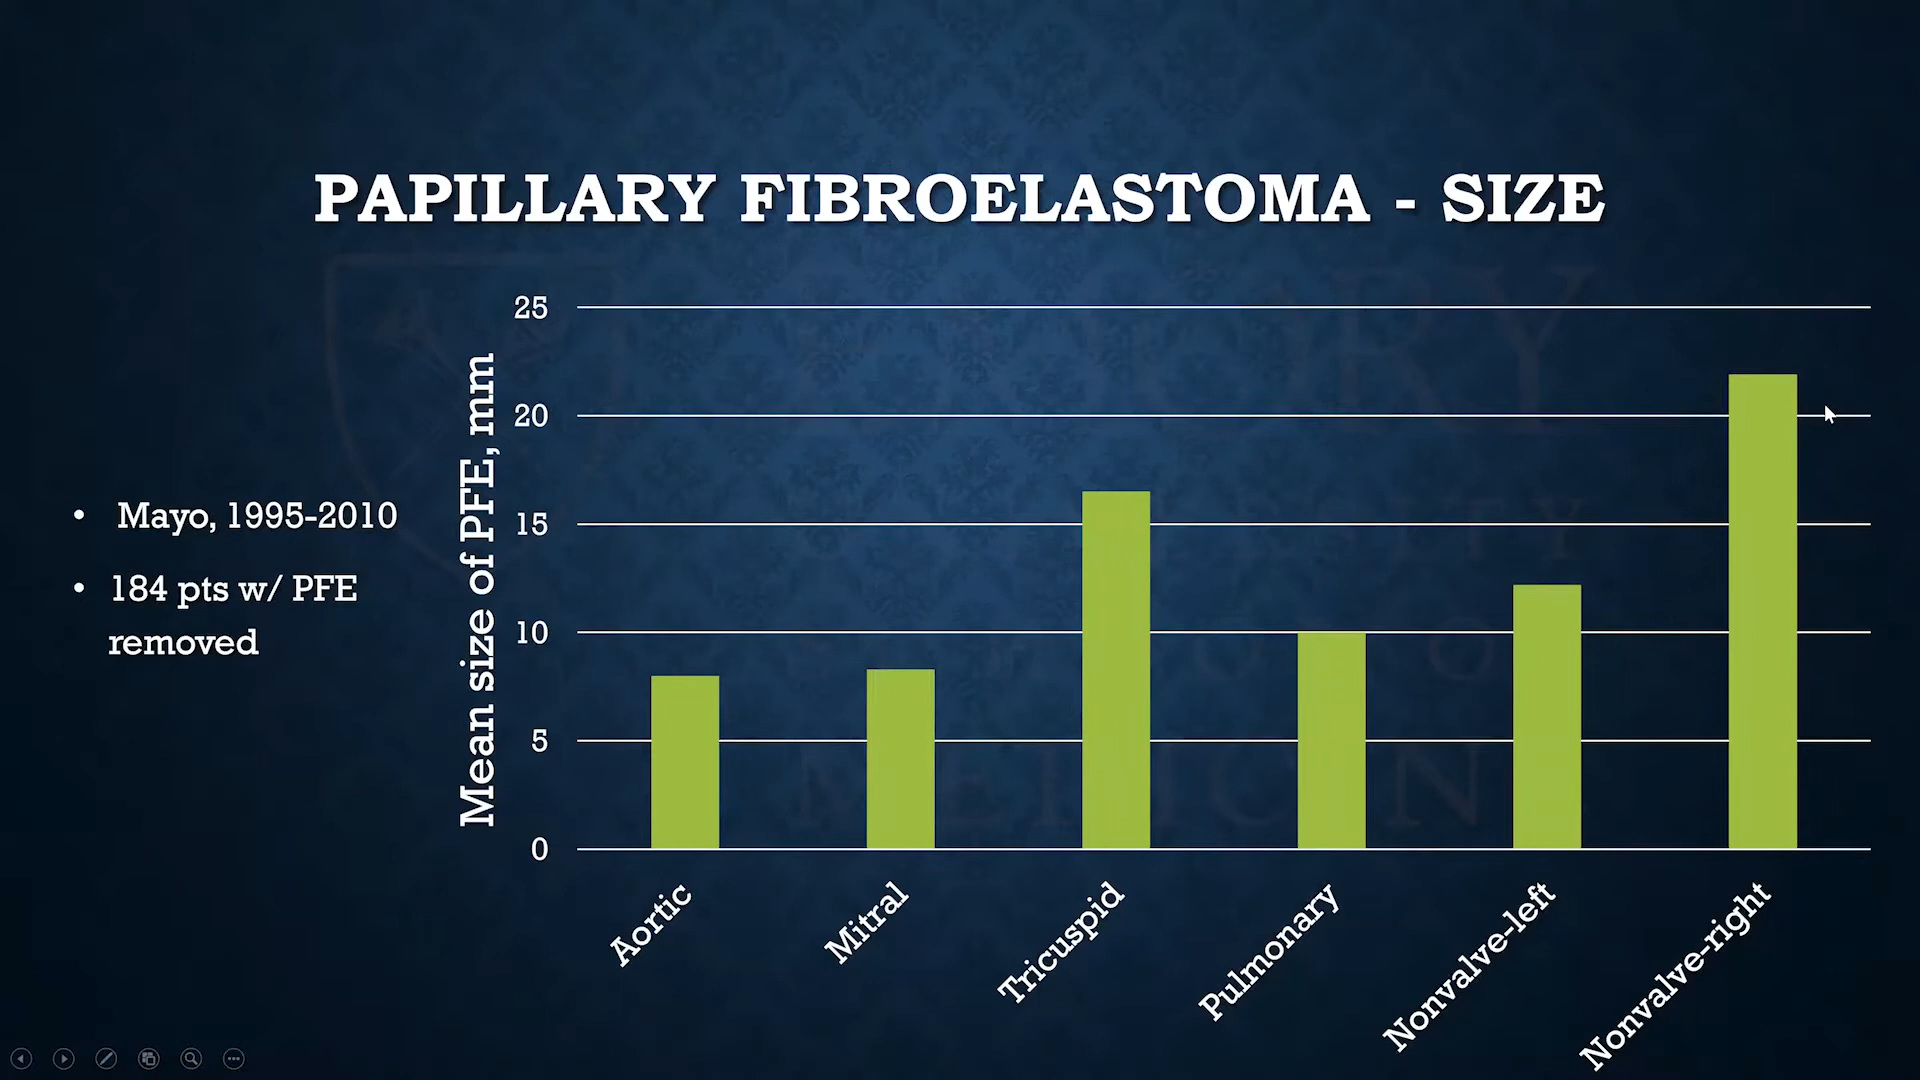 PAPILLARY FIBROELASTOMA - SIZE
• Mayo, 1995-2010
• 184 pts w/ PFE
removed
Mean size of PFE, mm
25
20
15
10
5
0
Aortic
Mitral
Tricuspid
Pulmonary
Nonvalve-left
Nonvalve-right